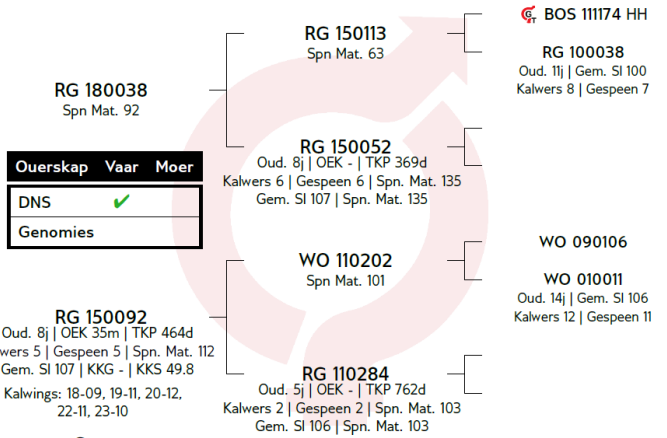 BOS 111174 HH
RG 150113
Spn Mat. 63
RG 100038
Oud. 11j | Gem. SI 100
Kalwers 8 | Gespeen 7
RG 180038
Spn Mat. 92
RG 150052
Oud. 8j | OEK - | TKP 369d
Kalwers 6 | Gespeen 6 | Spn. Mat. 135
Gem. SI 107 | Spn. Mat. 135
Ouerskap Vaar Moer
DNS ✓
Genomies
WO 110202
Spn Mat. 101
WO 090106
WO 010011
Oud. 14j | Gem. SI 106
Kalwers 12 | Gespeen 11
RG 150092
Oud. 8j | OEK 35m | TKP 464d
wers 5 | Gespeen 5 | Spn. Mat. 112
Gem. SI 107 | KKG - | KKS 49.8
Kalwings: 18-09, 19-11, 20-12,
22-11, 23-10
RG 110284
Oud. 5j | OEK - | TKP 762d
Kalwers 2 | Gespeen 2 | Spn. Mat. 103
Gem. SI 106 | Spn. Mat. 103